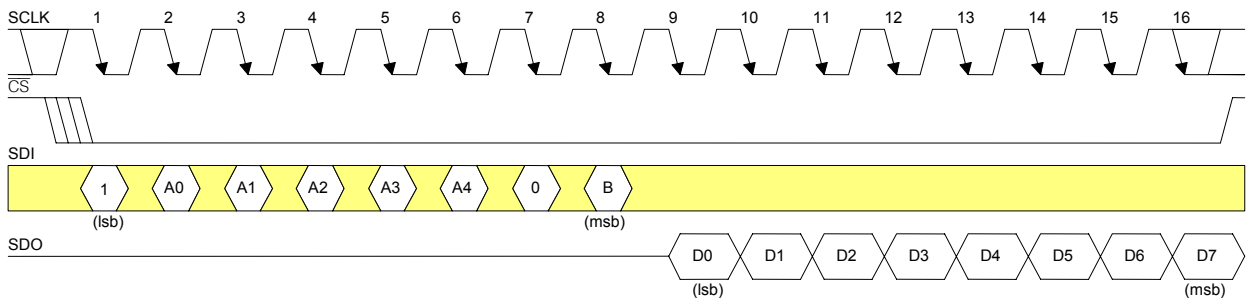 SCLK 1 2 3 4 5 6 7 8 9 10 11 12 13 14 15 16
CS
SDI
1 A0 A1 A2 A3 A4 0 B
(lsb) (msb)
SDO
D0 D1 D2 D3 D4 D5 D6 D7
(lsb) (msb)